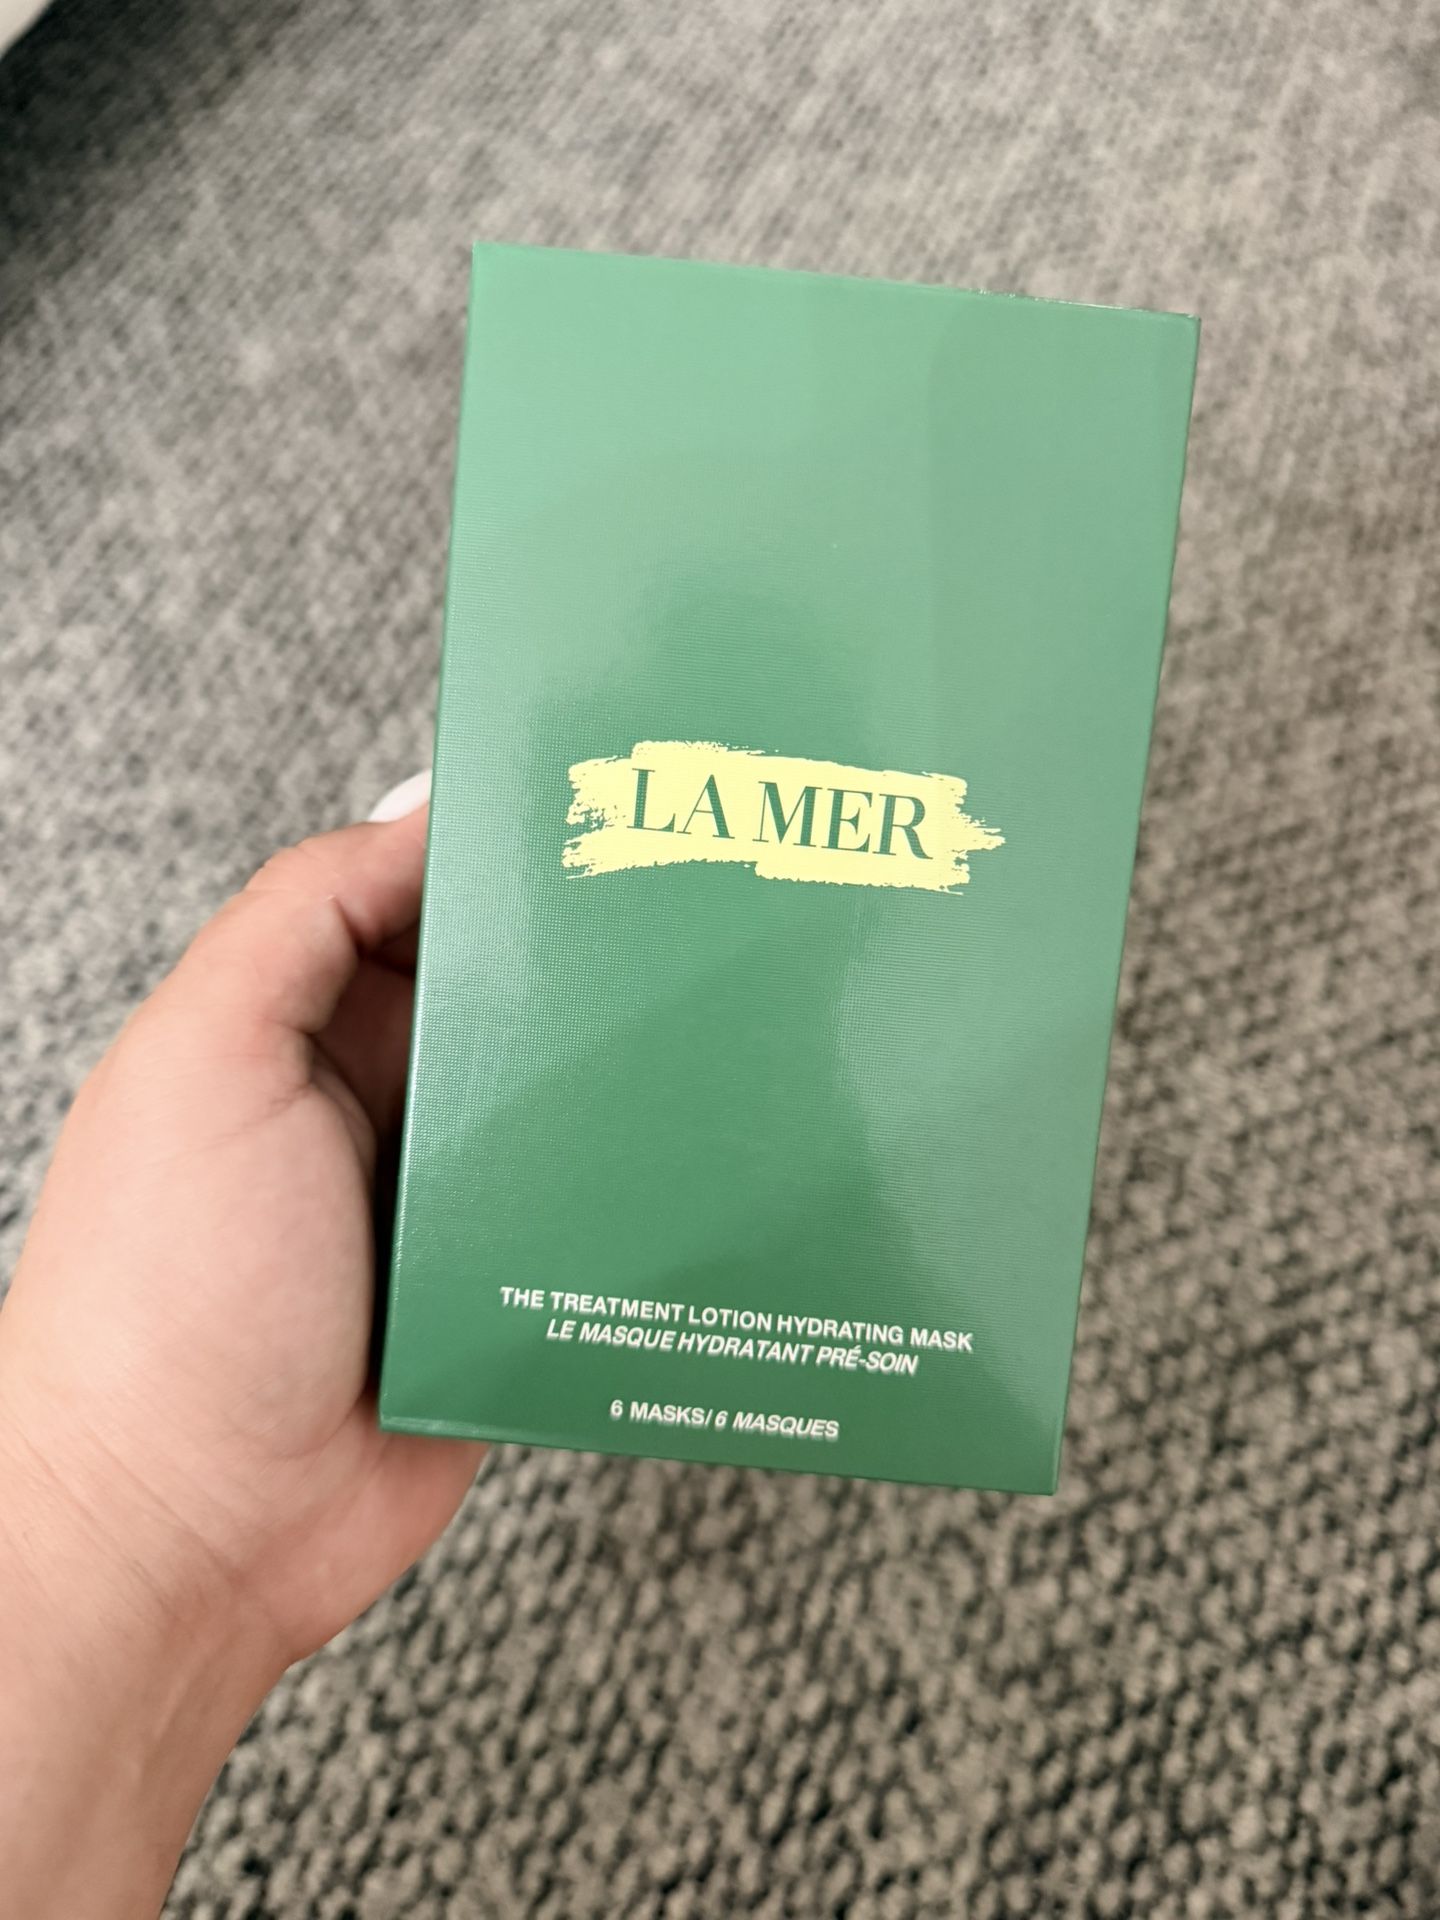 LA MER
THE TREATMENT LOTION HYDRATING MASK
LE MASQUE HYDRATANT PRÉ-SOIN
6 MASKS/6 MASQUES